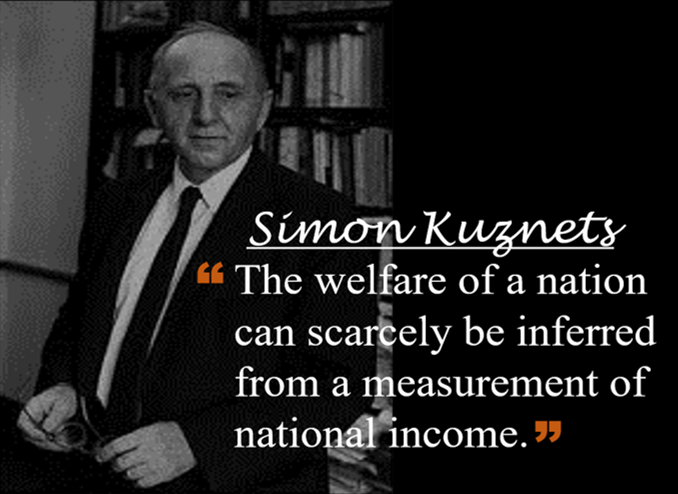 Simon Kuznets
“ The welfare of a nation
can scarcely be inferred
from a measurement of
national income. ”